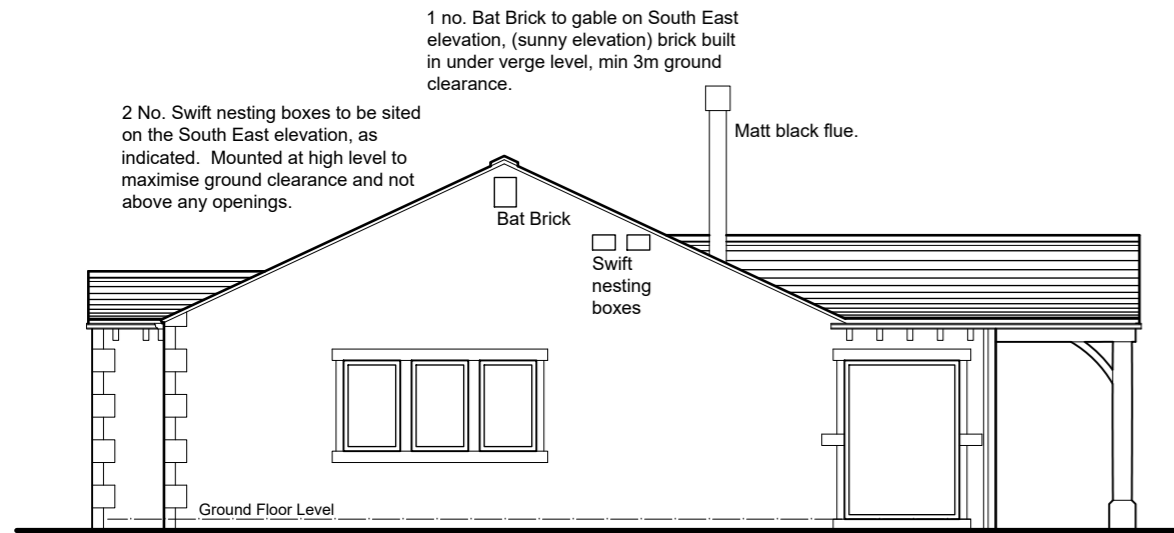 1 no. Bat Brick to gable on South East
elevation, (sunny elevation) brick built
in under verge level, min 3m ground
clearance.
2 No. Swift nesting boxes to be sited
on the South East elevation, as
indicated. Mounted at high level to
maximise ground clearance and not
above any openings.
Matt black flue.
Bat Brick
Swift
nesting
boxes
Ground Floor Level